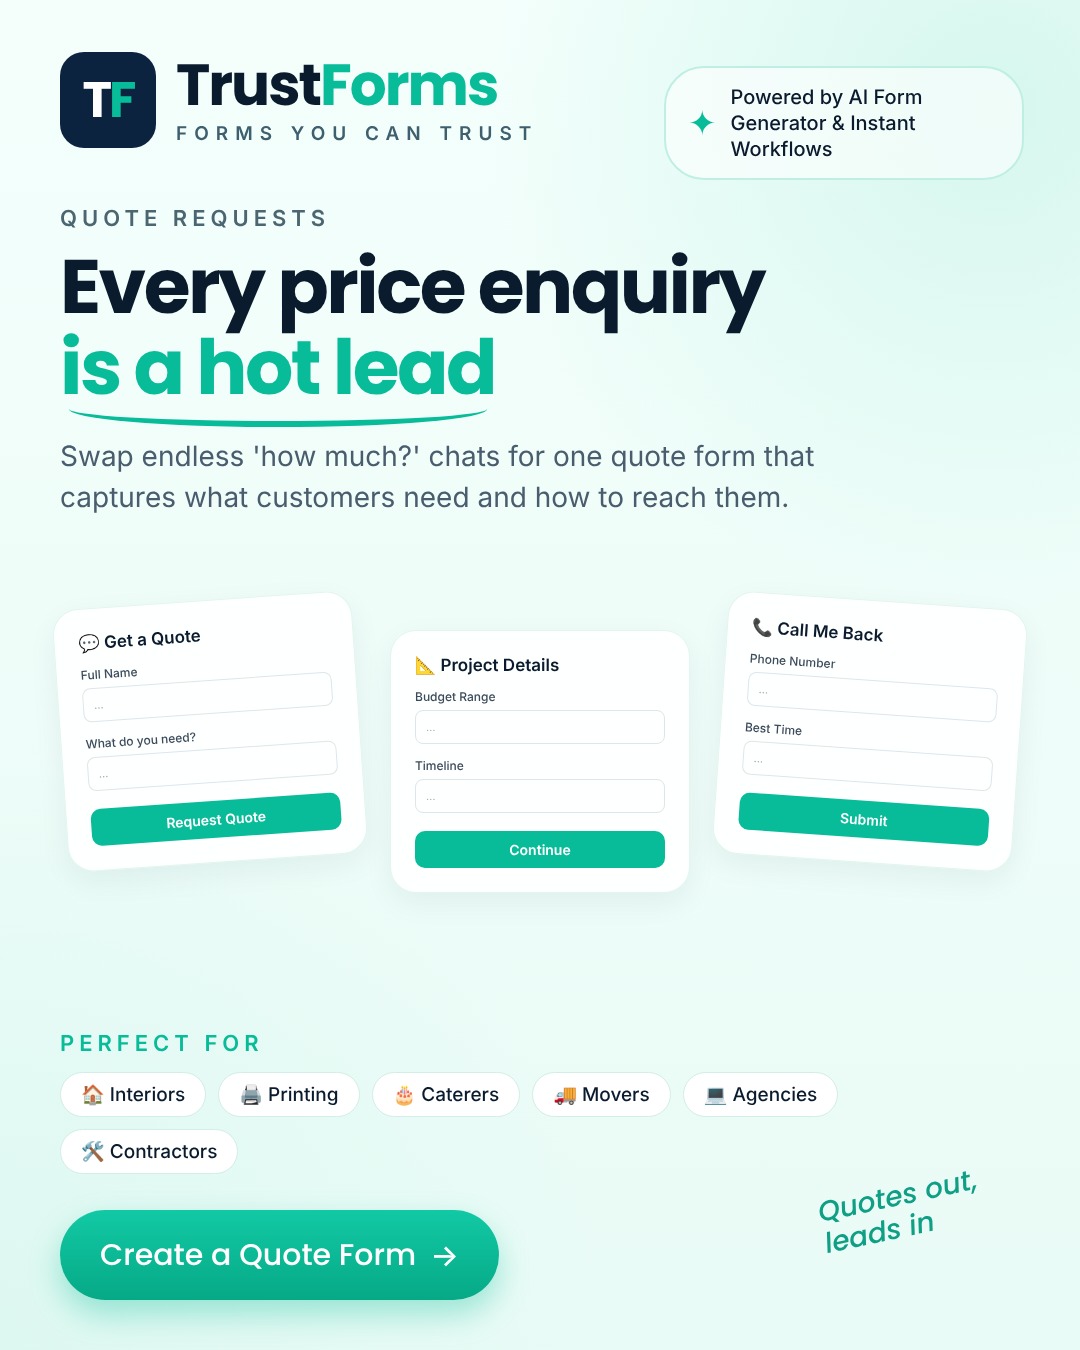 TF
TrustForms
FORMS YOU CAN TRUST
✦ Powered by AI Form
Generator & Instant
Workflows
QUOTE REQUESTS
Every price enquiry
is a hot lead
Swap endless 'how much?' chats for one quote form that
captures what customers need and how to reach them.
💬 Get a Quote
Full Name
...
What do you need?
...
Request Quote
📐 Project Details
Budget Range
...
Timeline
...
Continue
📞 Call Me Back
Phone Number
...
Best Time
...
Submit
PERFECT FOR
🏠 Interiors
🖨️ Printing
🎂 Caterers
🚚 Movers
💻 Agencies
🛠️ Contractors
Create a Quote Form →
Quotes out,
leads in